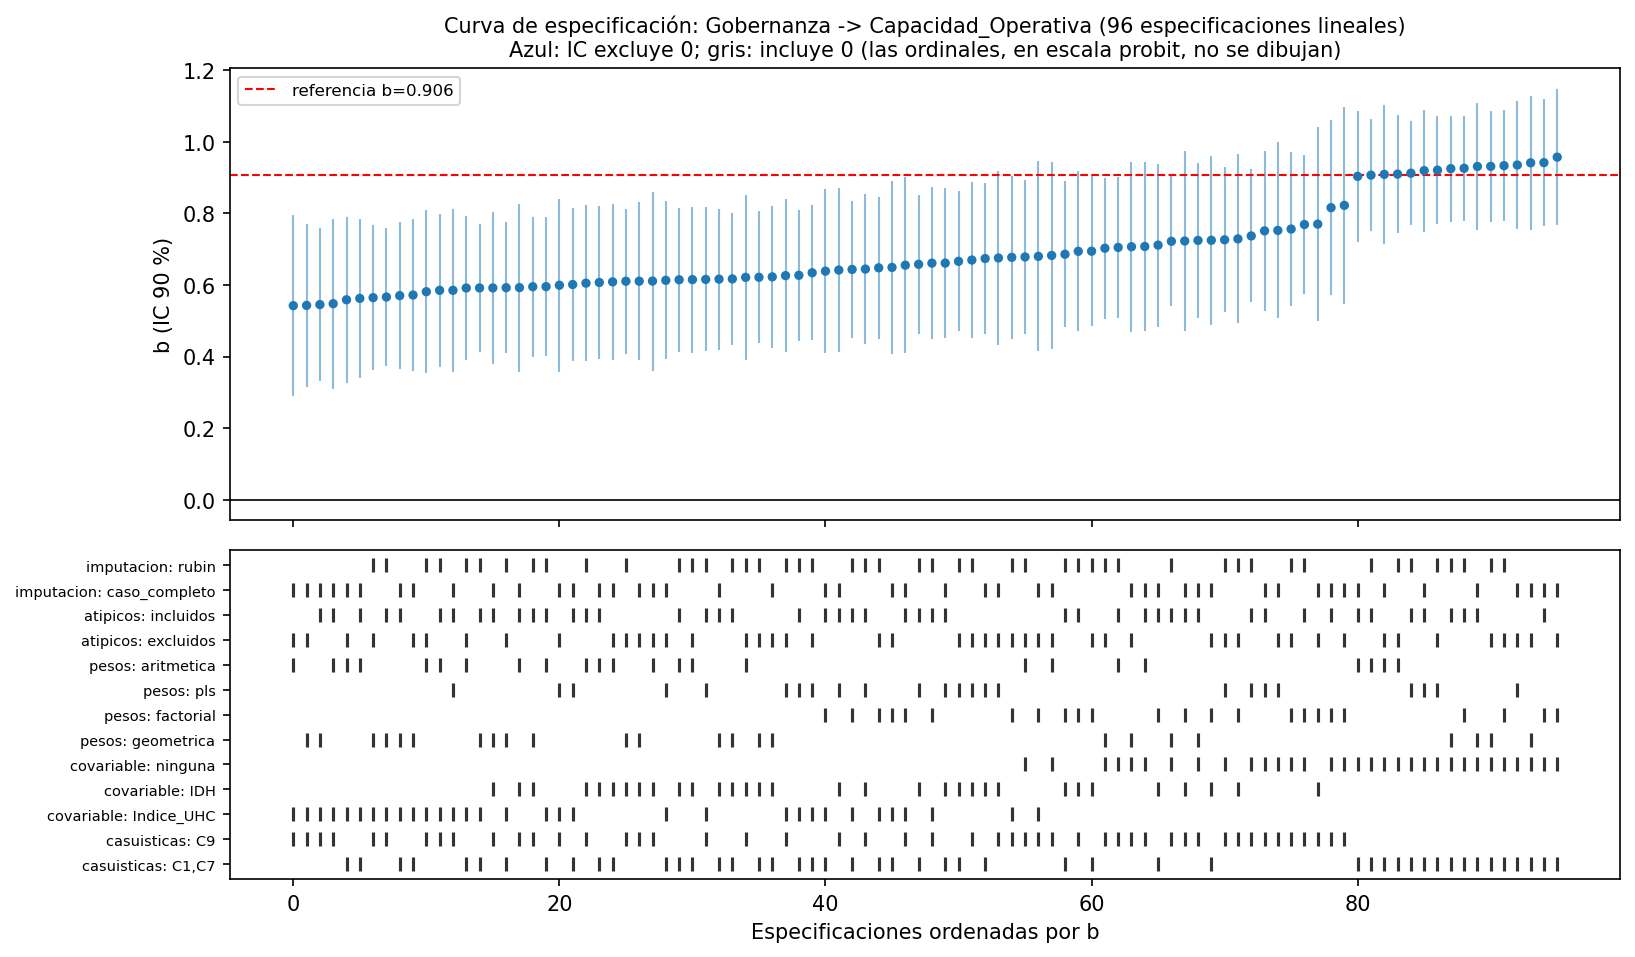 Curva de especificación: Gobernanza -> Capacidad_Operativa (96 especificaciones lineales)
Azul: IC excluye 0; gris: incluye 0 (las ordinales, en escala probit, no se dibujan)
referencia b=0.906
b (IC 90 %)
1.2
1.0
0.8
0.6
0.4
0.2
0.0
imputacion: rubin
imputacion: caso_completo
atipicos: incluidos
atipicos: excluidos
pesos: aritmetica
pesos: pls
pesos: factorial
pesos: geometrica
covariable: ninguna
covariable: IDH
covariable: Indice_UHC
casuisticas: C9
casuisticas: C1,C7
0 20 40 60 80
Especificaciones ordenadas por b